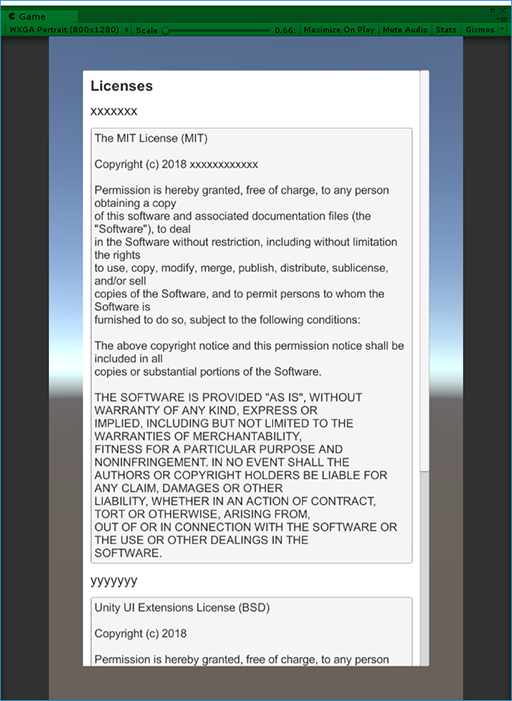 Game
WXGA Portrait (800x1280) Scale 0.66 Maximize On Play Mute Audio Stats Gizmos
Licenses
xxxxxxx
The MIT License (MIT)
Copyright (c) 2018 xxxxxxxxxxxx
Permission is hereby granted, free of charge, to any person
obtaining a copy
of this software and associated documentation files (the
"Software"), to deal
in the Software without restriction, including without limitation
the rights
to use, copy, modify, merge, publish, distribute, sublicense,
and/or sell
copies of the Software, and to permit persons to whom the
Software is
furnished to do so, subject to the following conditions:
The above copyright notice and this permission notice shall be
included in all
copies or substantial portions of the Software.
THE SOFTWARE IS PROVIDED "AS IS", WITHOUT
WARRANTY OF ANY KIND, EXPRESS OR
IMPLIED, INCLUDING BUT NOT LIMITED TO THE
WARRANTIES OF MERCHANTABILITY,
FITNESS FOR A PARTICULAR PURPOSE AND
NONINFRINGEMENT. IN NO EVENT SHALL THE
AUTHORS OR COPYRIGHT HOLDERS BE LIABLE FOR
ANY CLAIM, DAMAGES OR OTHER
LIABILITY, WHETHER IN AN ACTION OF CONTRACT,
TORT OR OTHERWISE, ARISING FROM,
OUT OF OR IN CONNECTION WITH THE SOFTWARE OR
THE USE OR OTHER DEALINGS IN THE
SOFTWARE.
yyyyyyy
Unity UI Extensions License (BSD)
Copyright (c) 2018
Permission is hereby granted, free of charge, to any person